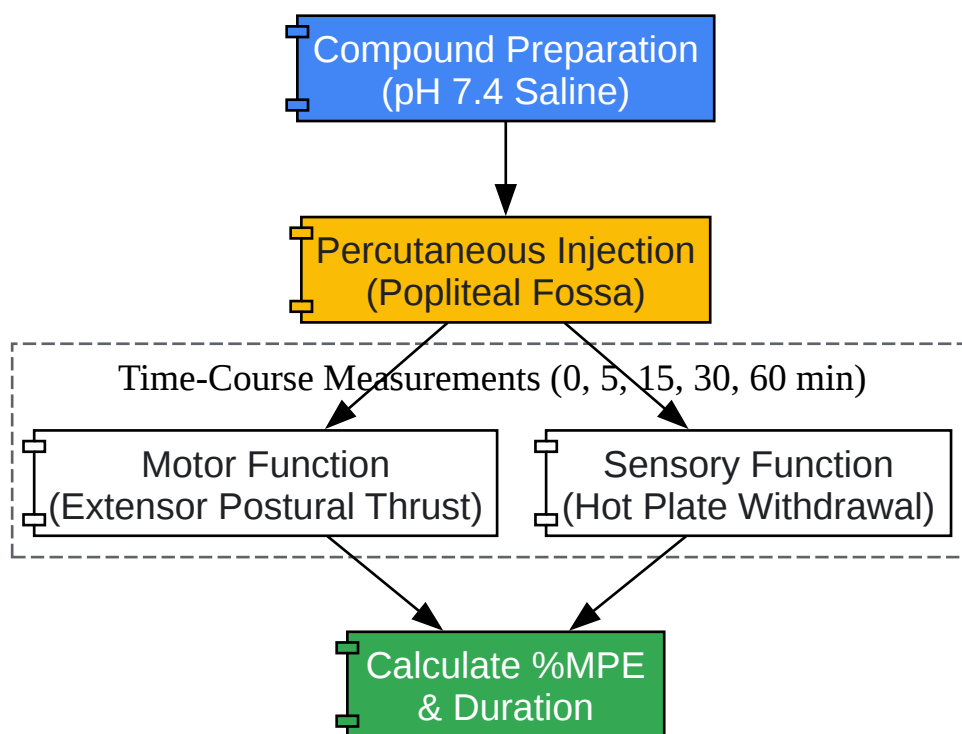 Compound Preparation
(pH 7.4 Saline)
Percutaneous Injection
(Popliteal Fossa)
Time-Course Measurements (0, 5, 15, 30, 60 min)
Motor Function
(Extensor Postural Thrust)
Sensory Function
(Hot Plate Withdrawal)
Calculate %MPE
& Duration